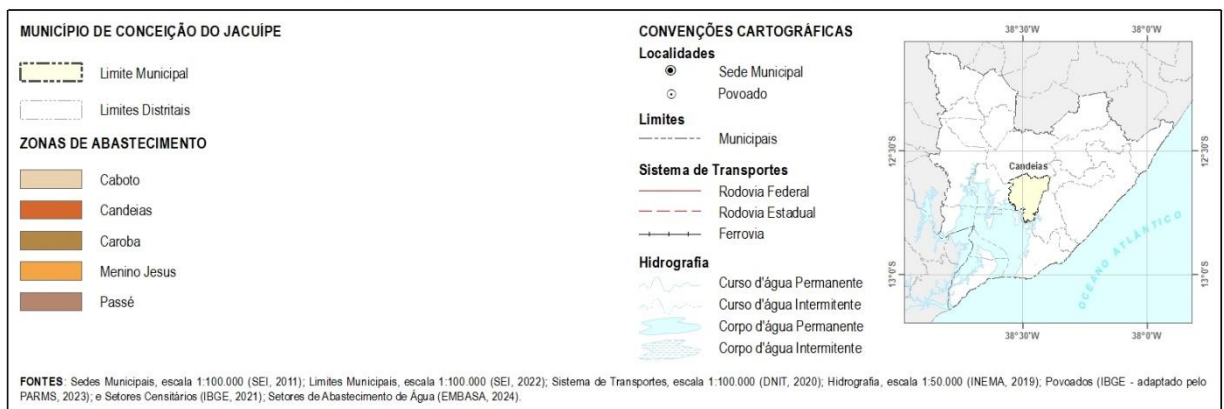 MUNICÍPIO DE CONCEIÇÃO DO JACUÍPE
Limite Municipal
Limites Distritais
ZONAS DE ABASTECIMENTO
Caboto
Candeias
Caroba
Menino Jesus
Passé
CONVENÇÕES CARTOGRÁFICAS
Localidades
Sede Municipal
Povoado
Limites
Municipais
Sistema de Transportes
Rodovia Federal
Rodovia Estadual
Ferrovia
Hidrografia
Curso d'água Permanente
Curso d'água Intermitente
Corpo d'água Permanente
Corpo d'água Intermitente
38°30'W 38°0'W
12°30'S 12°30'S
Candeias
OCEANO ATLÂNTICO
13°0'S 13°0'S
38°30'W 38°0'W
FONTES: Sedes Municipais, escala 1:100.000 (SEI, 2011); Limites Municipais, escala 1:100.000 (SEI, 2022); Sistema de Transportes, escala 1:100.000 (DNIT, 2020); Hidrografia, escala 1:50.000 (INEMA, 2019); Povoados (IBGE - adaptado pelo
PARMS, 2023); e Setores Censitários (IBGE, 2021); Setores de Abastecimento de Água (EMBASA, 2024).